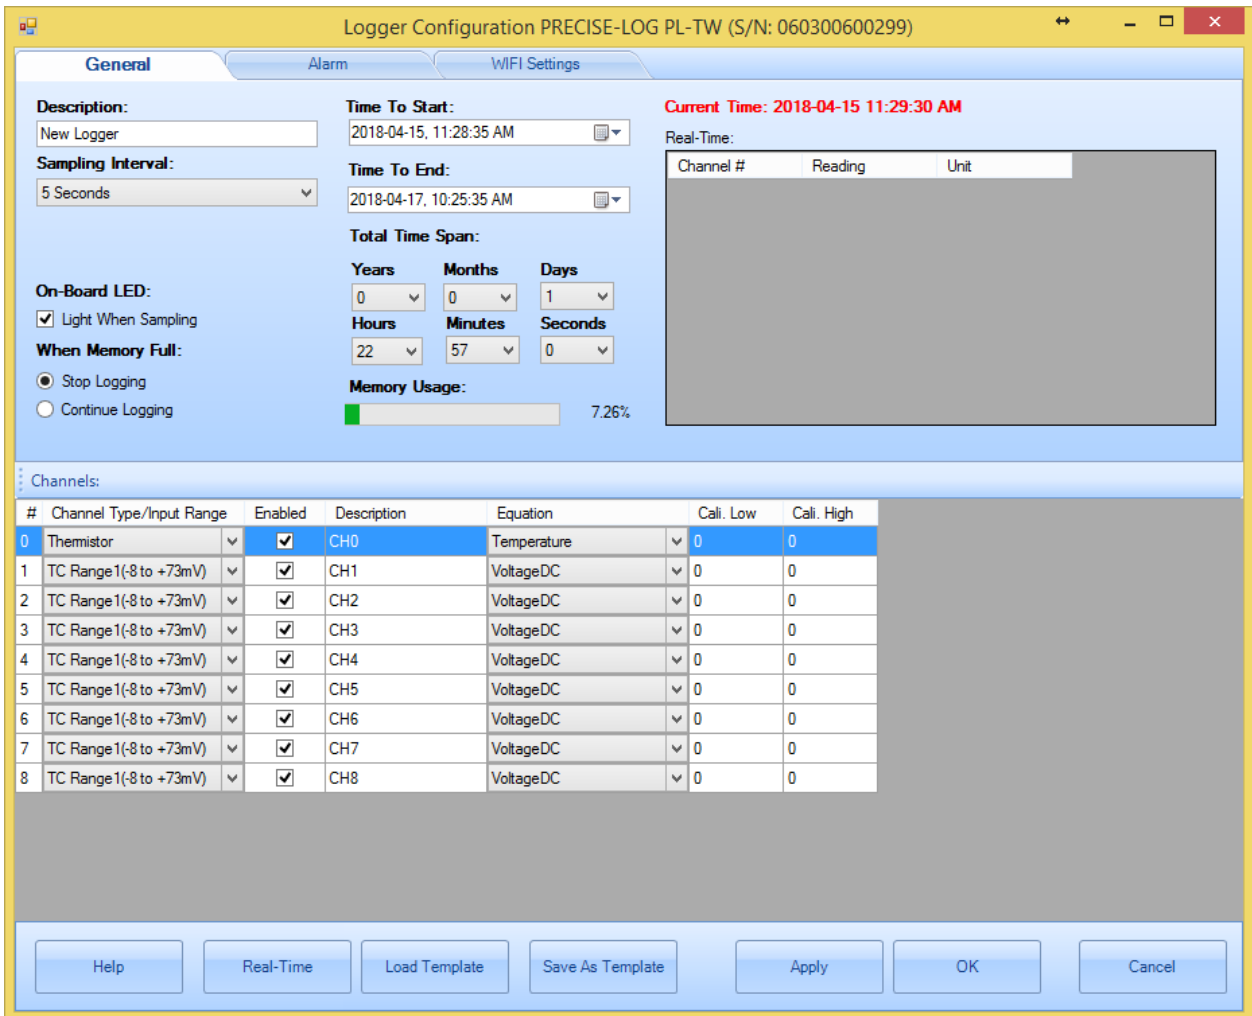 Logger Configuration PRECISE-LOG PL-TW (S/N: 060300600299)
General Alarm WIFI Settings
Description:
New Logger
Sampling Interval:
5 Seconds
On-Board LED:
Light When Sampling
When Memory Full:
Stop Logging
Continue Logging
Time To Start:
2018-04-15, 11:28:35 AM
Time To End:
2018-04-17, 10:25:35 AM
Total Time Span:
Years Months Days
0 0 1
Hours Minutes Seconds
22 57 0
Memory Usage:
7.26%
Current Time: 2018-04-15 11:29:30 AM
Real-Time:
Channel # Reading Unit
Channels:
# Channel Type/Input Range Enabled Description Equation Cali. Low Cali. High
0 Thermistor CH0 Temperature 0 0
1 TC Range1(-8 to +73mV) CH1 VoltageDC 0 0
2 TC Range1(-8 to +73mV) CH2 VoltageDC 0 0
3 TC Range1(-8 to +73mV) CH3 VoltageDC 0 0
4 TC Range1(-8 to +73mV) CH4 VoltageDC 0 0
5 TC Range1(-8 to +73mV) CH5 VoltageDC 0 0
6 TC Range1(-8 to +73mV) CH6 VoltageDC 0 0
7 TC Range1(-8 to +73mV) CH7 VoltageDC 0 0
8 TC Range1(-8 to +73mV) CH8 VoltageDC 0 0
Help Real-Time Load Template Save As Template Apply OK Cancel